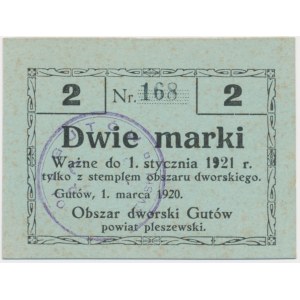 2 Nr. 168 2
Dwie marki
Ważne do 1. stycznia 1921 r.
tylko z stemplem obszaru dworskiego.
Gutów, 1. marca 1920.
Obszar dworski Gutów
powiat pleszewski.